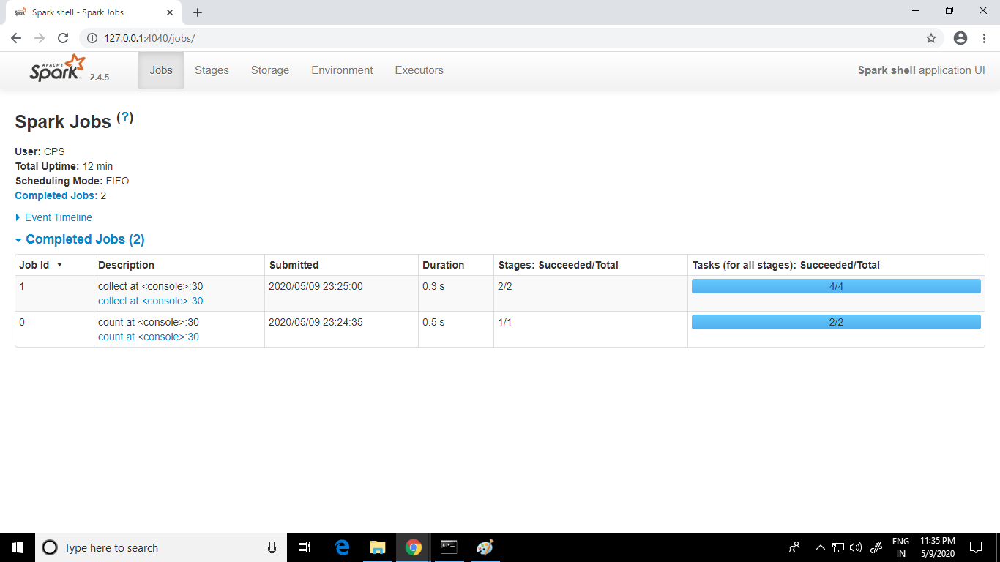 Spark shell - Spark Jobs
127.0.0.1:4040/jobs/
APACHE Spark 2.4.5 Jobs Stages Storage Environment Executors Spark shell application UI
Spark Jobs (?)
User: CPS
Total Uptime: 12 min
Scheduling Mode: FIFO
Completed Jobs: 2
Event Timeline
Completed Jobs (2)
Job Id Description Submitted Duration Stages: Succeeded/Total Tasks (for all stages): Succeeded/Total
1 collect at <console>:30 2020/05/09 23:25:00 0.3 s 2/2 4/4
collect at <console>:30
0 count at <console>:30 2020/05/09 23:24:35 0.5 s 1/1 2/2
count at <console>:30
Type here to search
ENG 11:35 PM
IN 5/9/2020